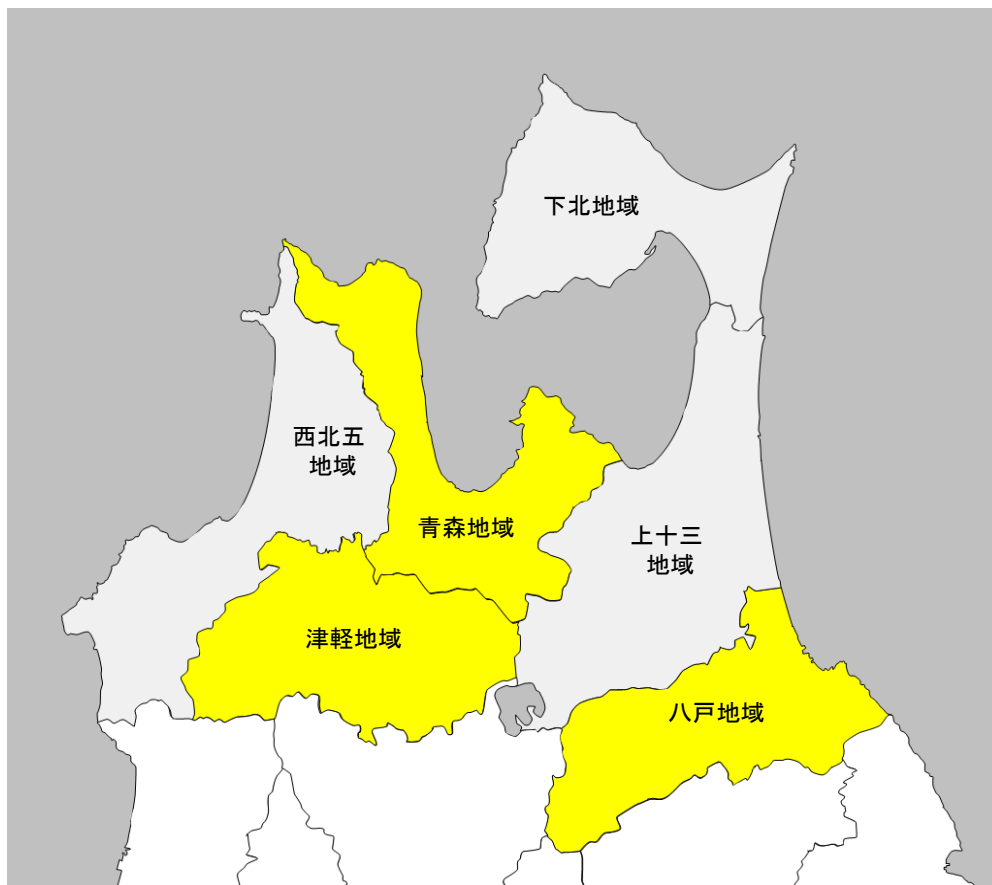 下北地域
西北五
地域
青森地域
上十三
地域
津軽地域
八戸地域